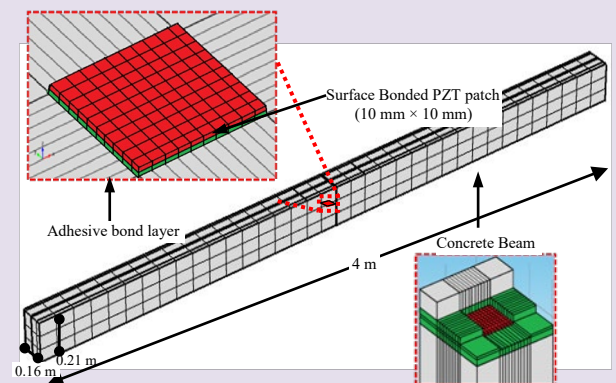 Surface Bonded PZT patch
(10 mm × 10 mm)
Adhesive bond layer
Concrete Beam
4 m
0.21 m
0.16 m